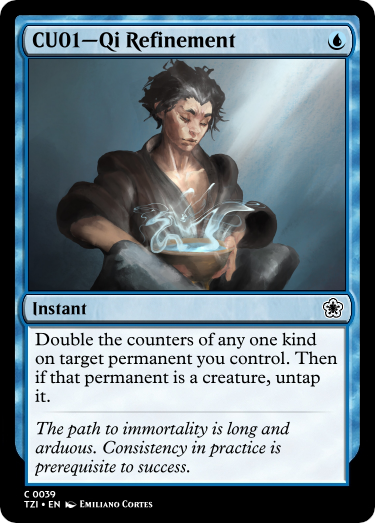 CU01—Qi Refinement
Instant
Double the counters of any one kind
on target permanent you control. Then
if that permanent is a creature, untap
it.
The path to immortality is long and
arduous. Consistency in practice is
prerequisite to success.
C 0039
TZI • EN Emiliano Cortes